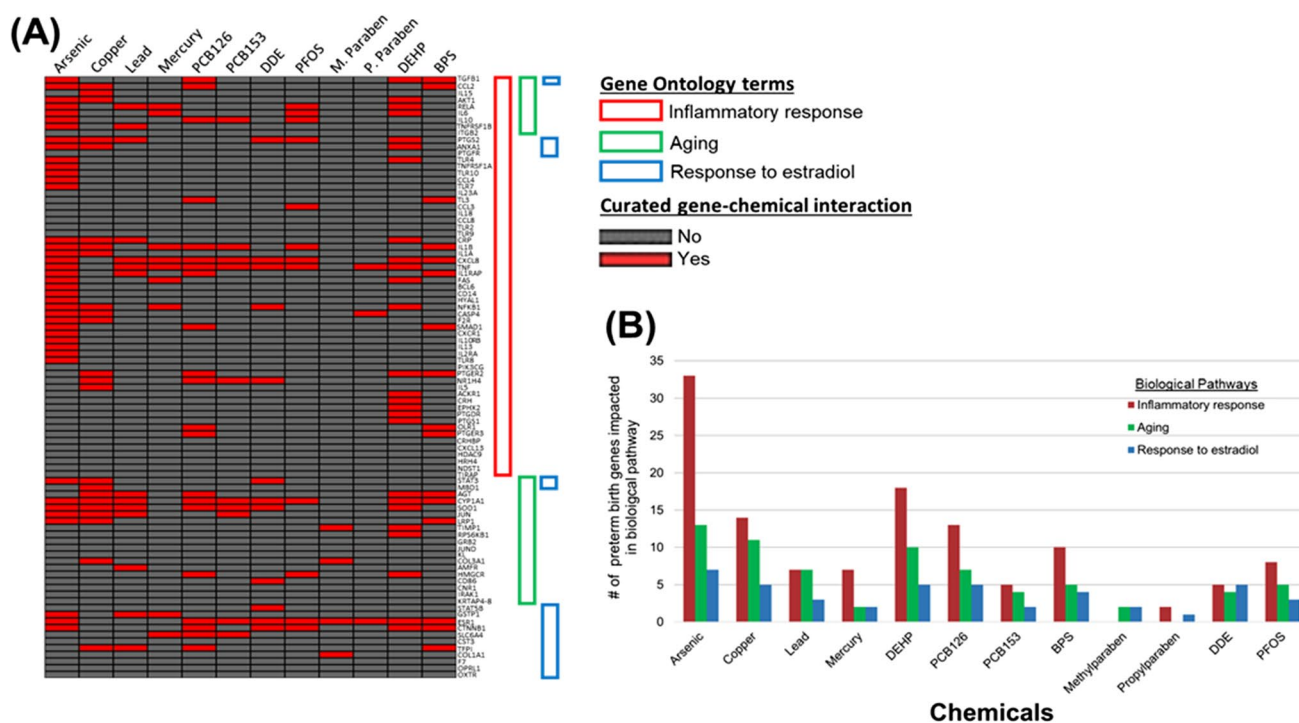 (A)
Arsenic
Copper
Lead
Mercury
PCB126
PCB153
DDE
PFOS
M. Paraben
P. Paraben
DEHP
BPS
TGFB1
CCL2
IL15
AKT1
RELA
IL6
IL10
TNFRSF1B
ITGB2
PTGS2
ANXA1
PTGFR
TLR4
TNFRSF1A
TLR10
CCL4
TLR7
IL23A
CCL3
IL18
CCL8
TLR2
TLR9
CRP
IL1B
IL1A
CXCL8
TNF
IL1RAP
FAS
BCL6
CD14
HYAL1
NFKB1
CASP4
F2R
SMAD1
CXCR1
IL10RB
IL13
IL2RA
TLR8
PIK3CG
PTGER2
NR1H4
IL5
ACKR1
CRH
EPHX2
PTGDR
PTGS1
OLR1
PTGER3
CRHBP
CXCL13
HDAC9
HRH4
NDST1
TIRAP
STAT3
MBD1
AGT
CYP1A1
SOD1
JUN
LRP1
TIMP1
RPS6KB1
GRB2
JUND
KL
COL3A1
AMFR
HMGCR
CNR1
IRAK1
KRTAP4-8
STAT5B
GSTP1
ESR1
CTNNB1
SLC6A4
CST3
TFPI
COL1A1
F7
OPRL1
OXTR
Gene Ontology terms
Inflammatory response
Aging
Response to estradiol
Curated gene-chemical interaction
No
Yes
(B)
# of preterm birth genes impacted
in bioloigcal pathway
35
30
25
20
15
10
5
0
Biological Pathways
Inflammatory response
Aging
Response to estradiol
Arsenic
Copper
Lead
Mercury
DEHP
PCB126
PCB153
BPS
Methylparaben
Propylparaben
DDE
PFOS
Chemicals